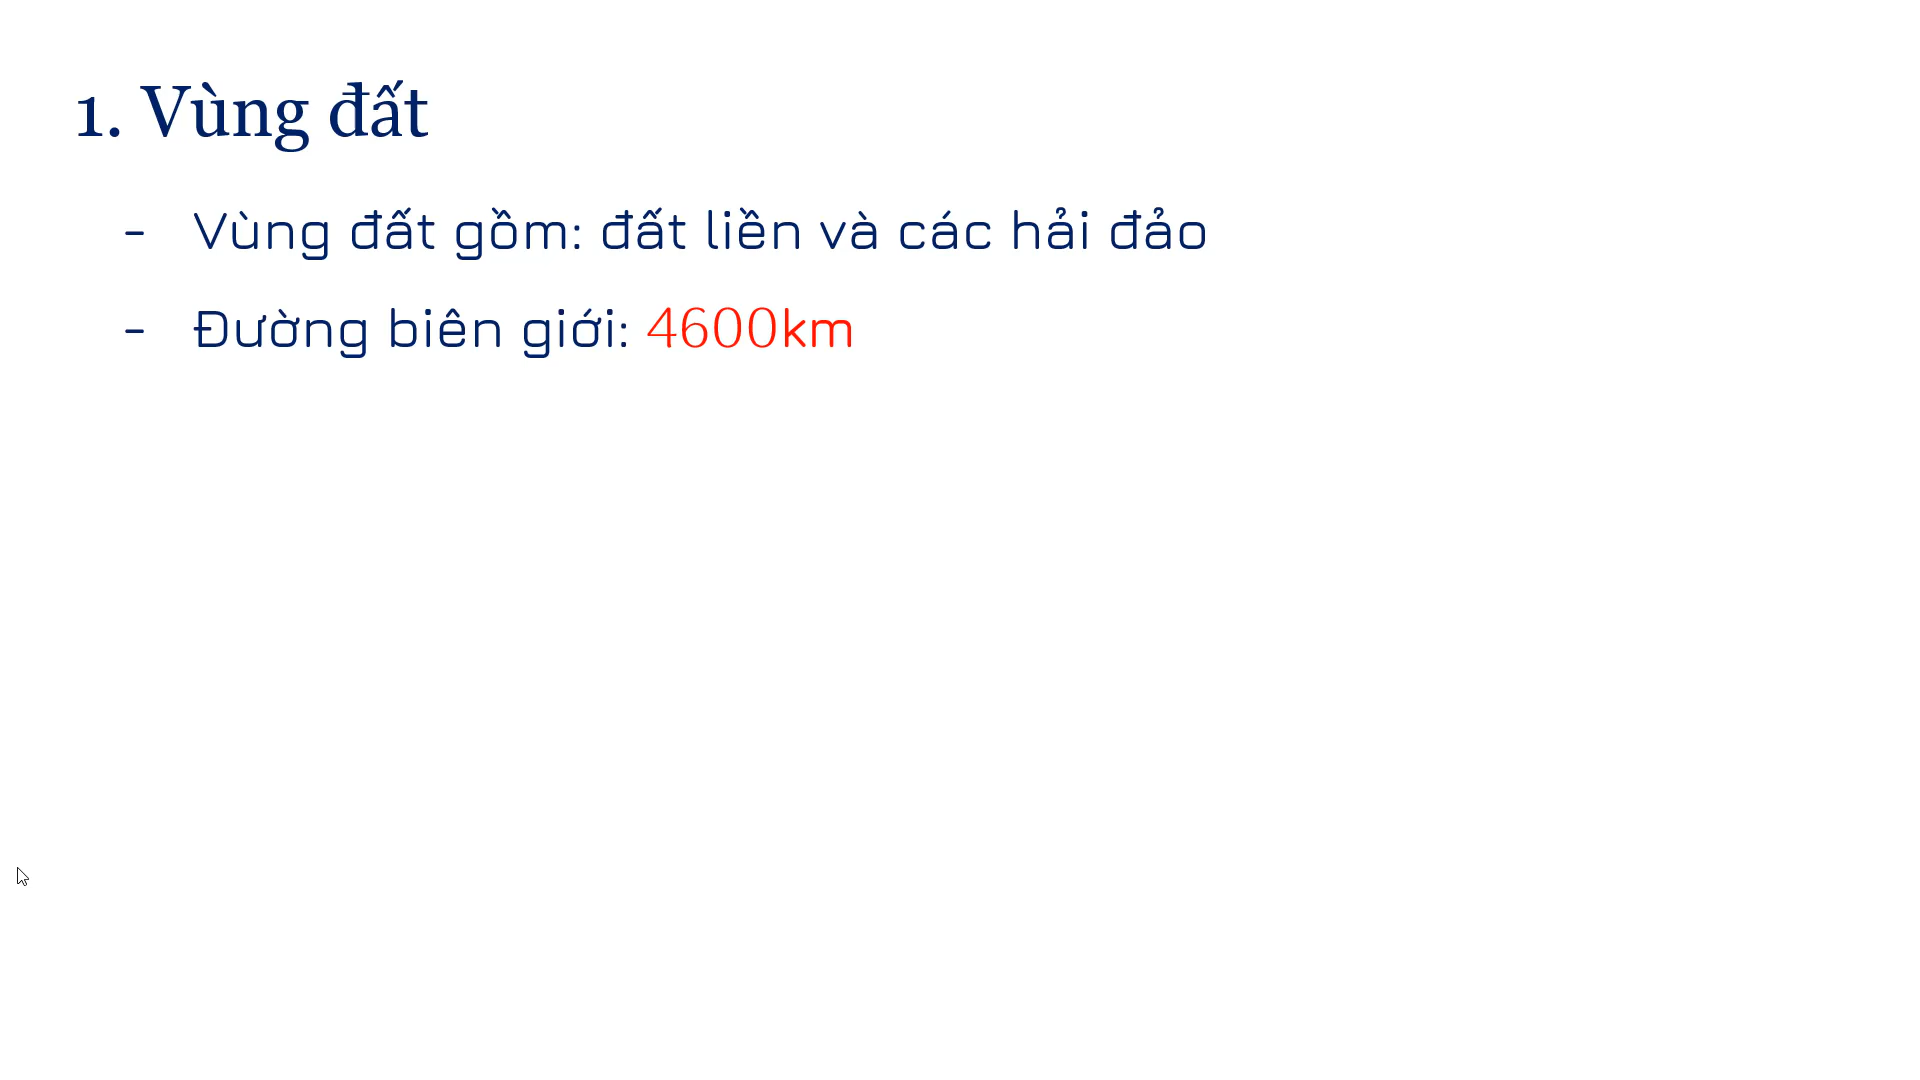 1. Vùng đất
- Vùng đất gồm: đất liền và các hải đảo
- Đường biên giới: 4600km